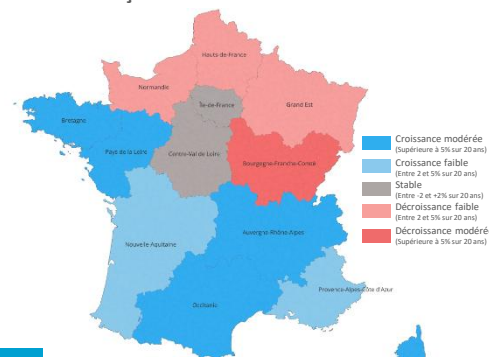 Hauts-de-France
Normandie
Île-de-France
Grand Est
Bretagne
Pays de la Loire
Centre-Val de Loire
Bourgogne-Franche-Comté
Nouvelle Aquitaine
Auvergne-Rhône-Alpes
Occitanie
Provence-Alpes-Côte d'Azur
Croissance modérée
(Supérieure à 5% sur 20 ans)
Croissance faible
(Entre 2 et 5% sur 20 ans)
Stable
(Entre -2 et +2% sur 20 ans)
Décroissance faible
(Entre 2 et 5% sur 20 ans)
Décroissance modéré
(Supérieure à 5% sur 20 ans)